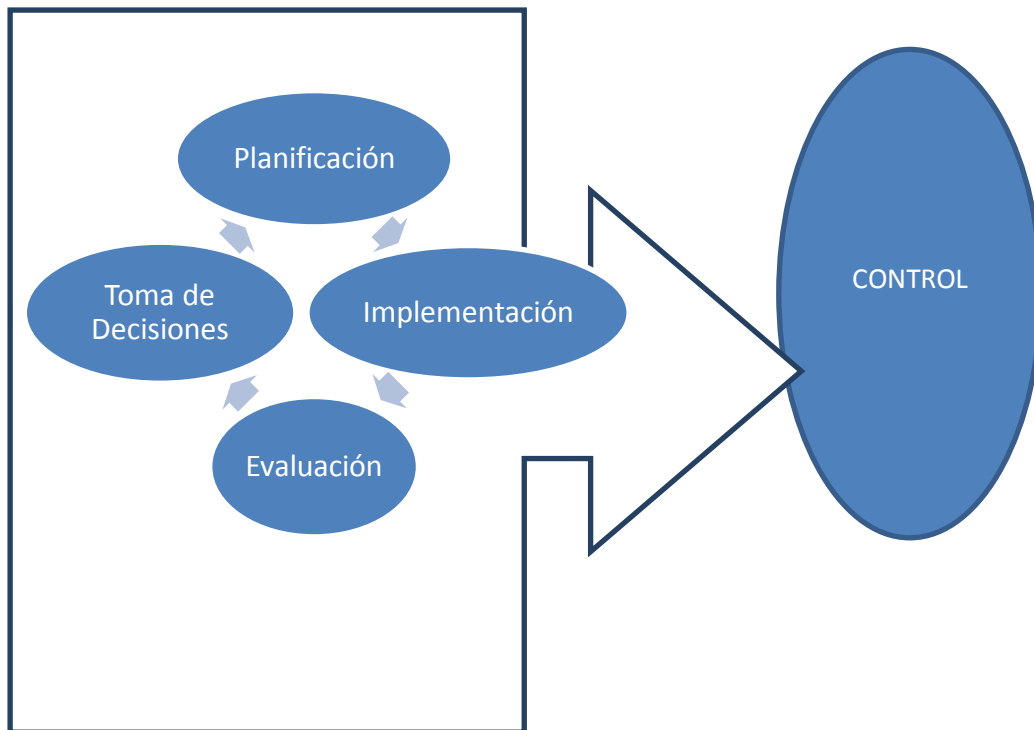 Planificación
Toma de
Decisiones
Implementación
Evaluación
CONTROL